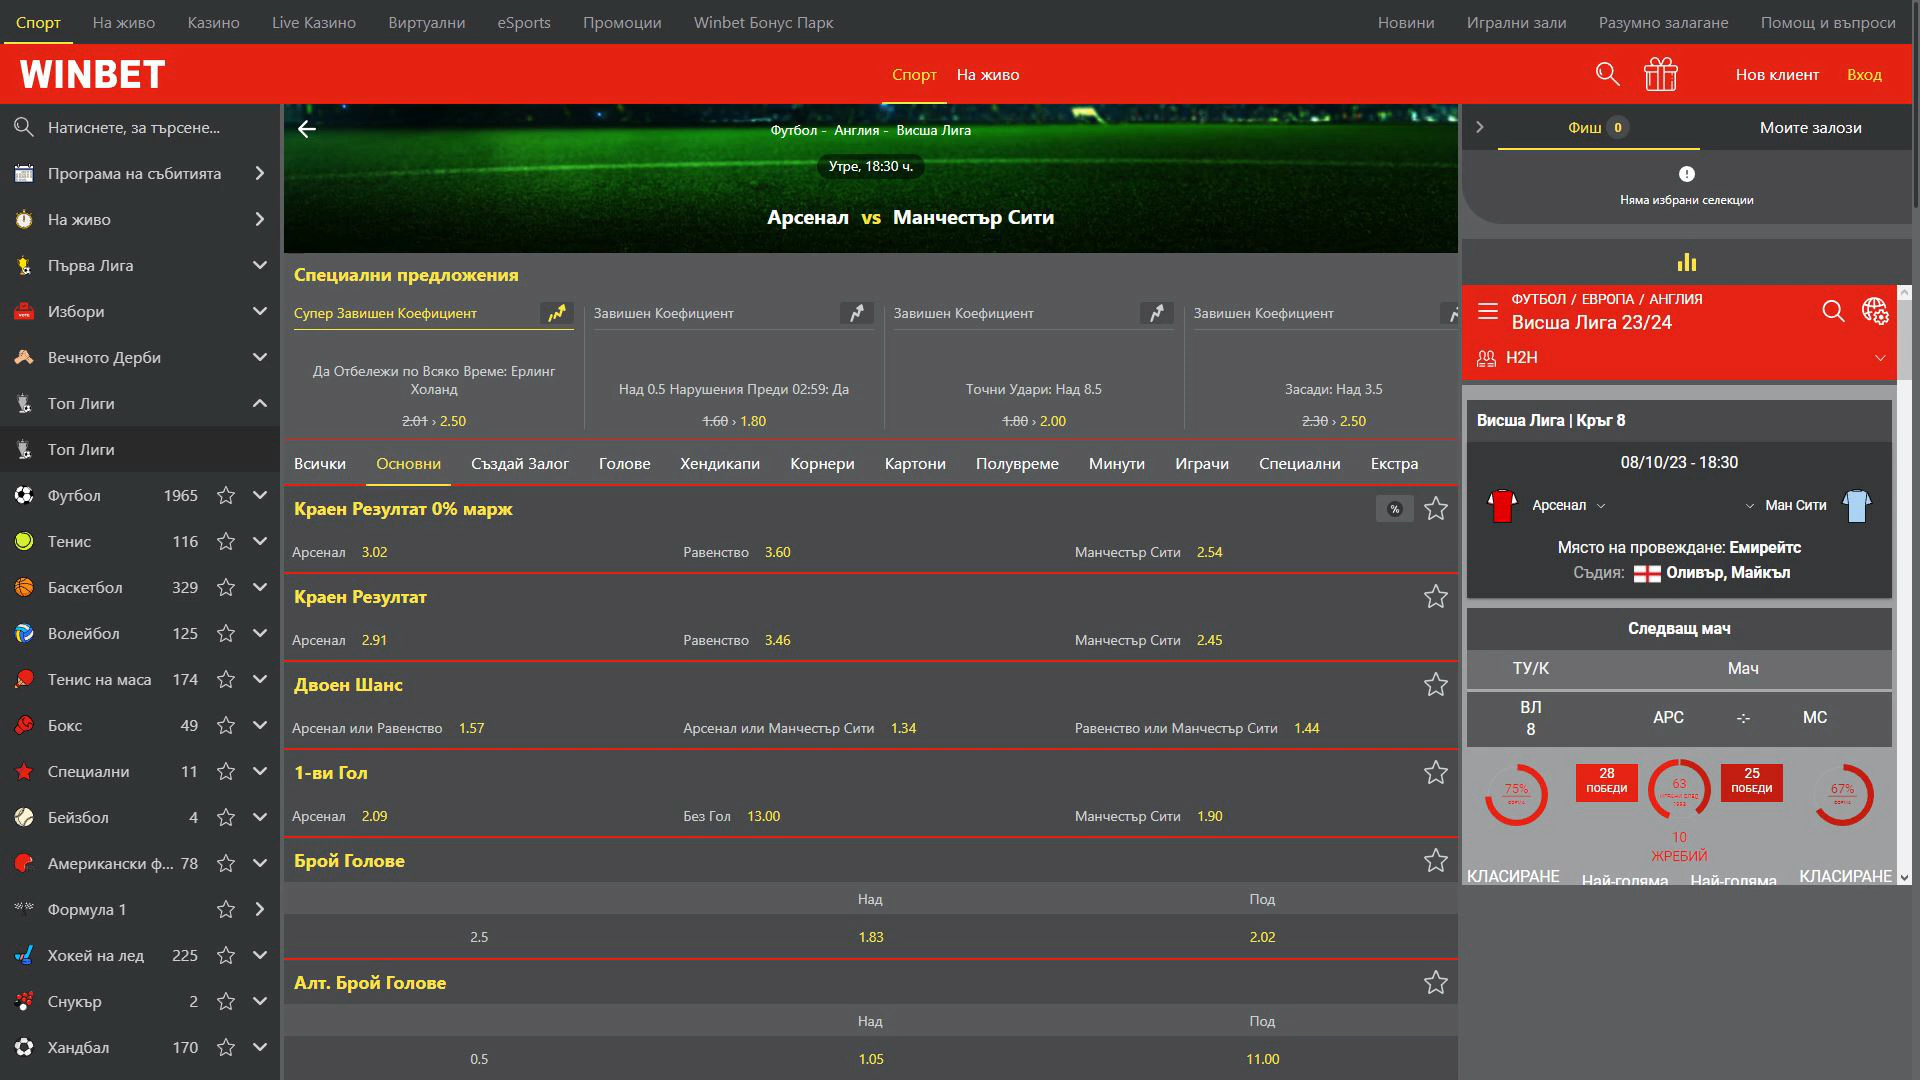 Спорт
На живо
Казино
Live Казино
Виртуални
eSports
Промоции
Winbet Бонус Парк
Новини
Игрални зали
Разумно залагане
Помощ и въпроси
WINBET
Спорт
На живо
Нов клиент
Вход
Натиснете, за търсене...
Програма на събитията
На живо
Първа Лига
Избори
Вечното Дерби
Топ Лиги
Топ Лиги
Футбол 1965
Тенис 116
Баскетбол 329
Волейбол 125
Тенис на маса 174
Бокс 49
Специални 11
Бейзбол 4
Американски ф... 78
Формула 1
Хокей на лед 225
Снукър 2
Хандбал 170
Футбол - Англия - Висша Лига
Утре, 18:30 ч.
Арсенал vs Манчестър Сити
Специални предложения
Супер Завишен Коефициент
Да Отбележи по Всяко Време: Ерлинг
Холанд
2.01 › 2.50
Завишен Коефициент
Над 0.5 Нарушения Преди 02:59: Да
1.60 › 1.80
Завишен Коефициент
Точни Удари: Над 8.5
1.80 › 2.00
Завишен Коефициент
Засади: Над 3.5
2.30 › 2.50
Всички Основни Създай Залог Голове Хендикапи Корнери Картони Полувреме Минути Играчи Специални Екстра
Краен Резултат 0% марж
%
Арсенал 3.02 Равенство 3.60 Манчестър Сити 2.54
Краен Резултат
Арсенал 2.91 Равенство 3.46 Манчестър Сити 2.45
Двоен Шанс
Арсенал или Равенство 1.57 Арсенал или Манчестър Сити 1.34 Равенство или Манчестър Сити 1.44
1-ви Гол
Арсенал 2.09 Без Гол 13.00 Манчестър Сити 1.90
Брой Голове
Над Под
2.5 1.83 2.02
Алт. Брой Голове
Над Под
0.5 1.05 11.00
Фиш 0
Моите залози
Няма избрани селекции
ФУТБОЛ / ЕВРОПА / АНГЛИЯ
Висша Лига 23/24
H2H
Висша Лига | Кръг 8
08/10/23 - 18:30
Арсенал Ман Сити
Място на провеждане: Емирейтс
Съдия: Оливър, Майкъл
Следващ мач
ТУ/К Мач
ВЛ
8
АРС -:- МС
75%
28
ПОБЕДИ
63
25
ПОБЕДИ
67%
10
ЖРЕБИЙ
КЛАСИРАНЕ Най-голяма Най-голяма КЛАСИРАНЕ